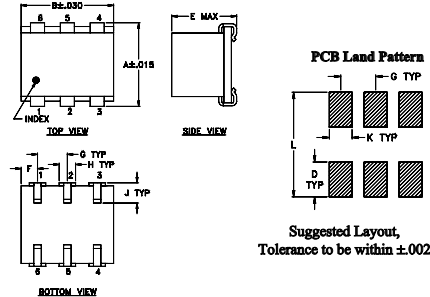 B±.030
6 5 4
A±.015
1 2 3
INDEX
TOP VIEW
E MAX
SIDE VIEW
PCB Land Pattern
G TYP
K TYP
L
D
TYP
Suggested Layout,
Tolerance to be within ±.002
G TYP
H TYP
F
1 2 3
J TYP
6 5 4
BOTTOM VIEW